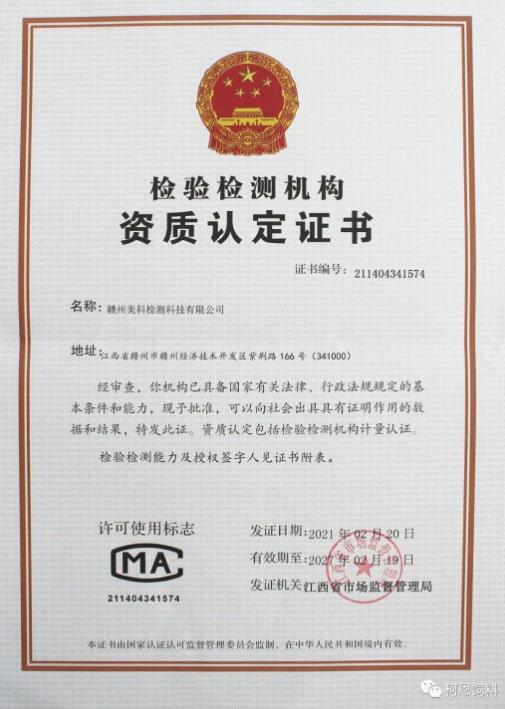 检验检测机构
资质认定证书
证书编号：211404341574
名称：赣州美科检测科技有限公司
地址：江西省赣州市赣州经济技术开发区紫荆路166号（341000）
经审查，你机构已具备国家有关法律、行政法规规定的基
本条件和能力，现予批准，可以向社会出具具有证明作用的数
据和结果，特发此证。资质认定包括检验检测机构计量认证。
检验检测能力及授权签字人见证书附表。
许可使用标志
MA
211404341574
发证日期：2021年02月20日
有效期至：2027年02月19日
发证机关：江西省市场监督管理局
江西省市场监督管理局
本证书由国家认证认可监督管理委员会监制，在中华人民共和国境内有效。
柯恩饲料